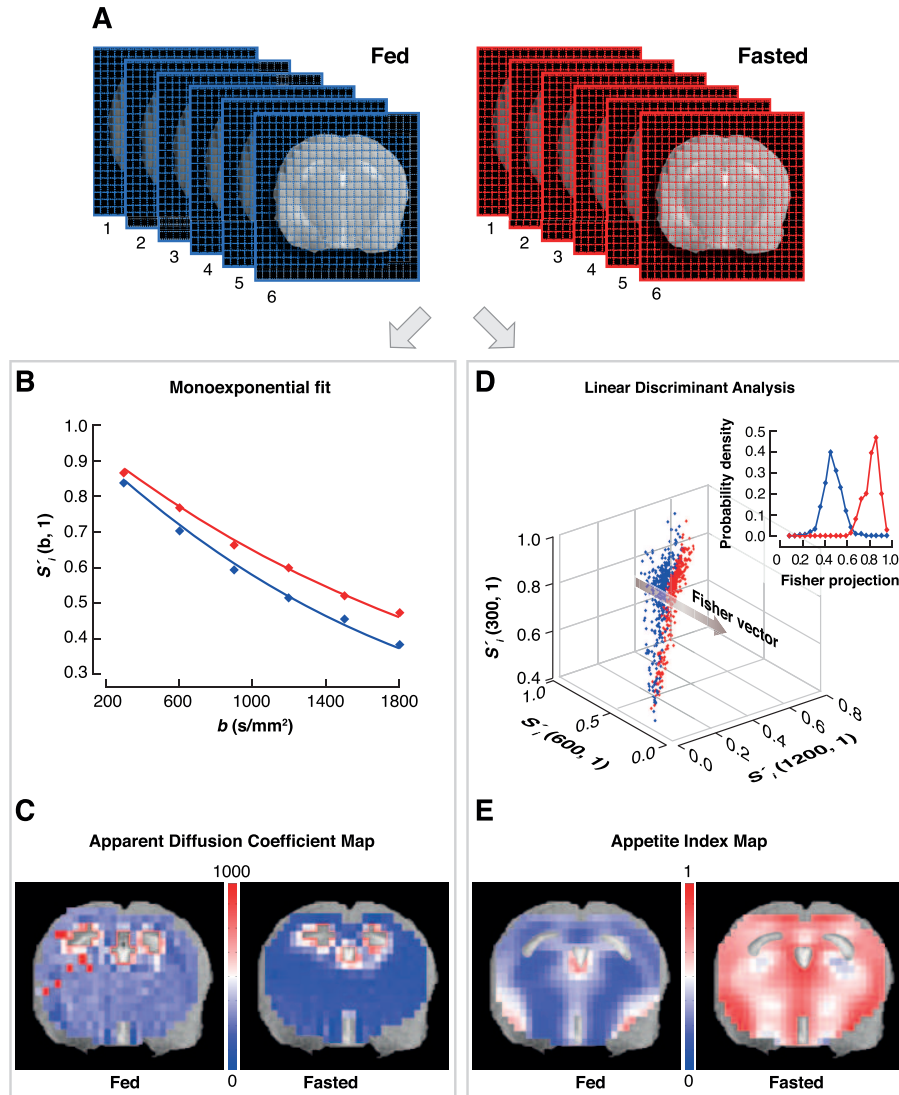 A
Fed
Fasted
1
2
3
4
5
6
1
2
3
4
5
6
B
Monoexponential fit
S´i (b, 1)
1.0
0.9
0.8
0.7
0.6
0.5
0.4
0.3
200 600 1000 1400 1800
b (s/mm²)
D
Linear Discriminant Analysis
Probability density
0.5
0.4
0.3
0.2
0.1
0.0
0 0.2 0.4 0.6 0.8 1.0
Fisher projection
Fisher vector
S´i (300, 1)
1.0
0.8
0.6
0.4
1.0
0.5
0.0
S´i (600, 1)
0.0
0.2
0.4
0.6
0.8
S´i (1200, 1)
C
Apparent Diffusion Coefficient Map
1000
0
Fed
Fasted
E
Appetite Index Map
1
0
Fed
Fasted